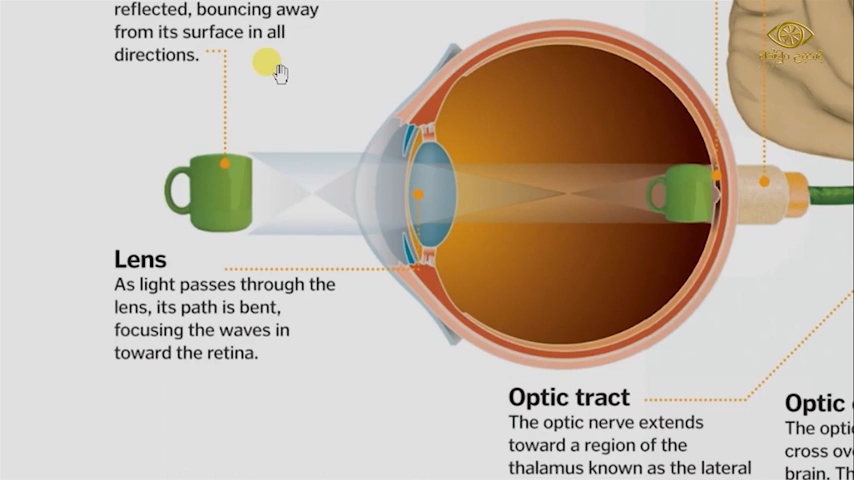 reflected, bouncing away
from its surface in all
directions.
Lens
As light passes through the
lens, its path is bent,
focusing the waves in
toward the retina.
Optic tract
The optic nerve extends
toward a region of the
thalamus known as the lateral
Optic
The optic
cross ov
brain. Th